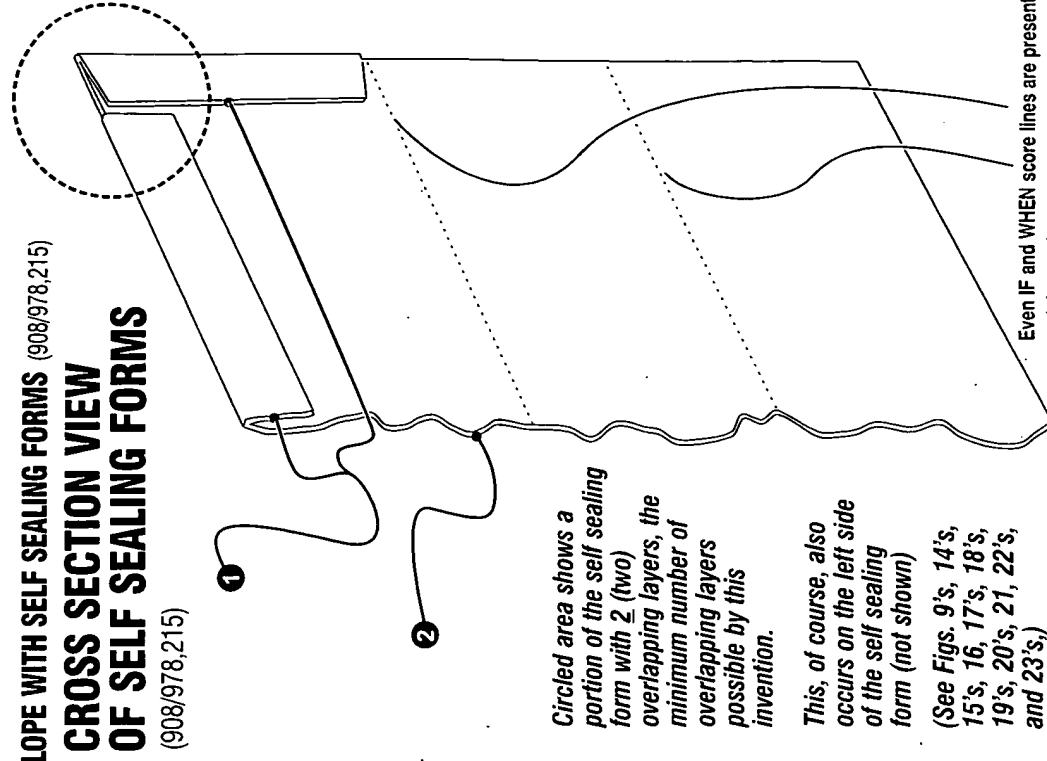 LOPE WITH SELF SEALING FORMS (908/978,215)
CROSS SECTION VIEW
OF SELF SEALING FORMS
(908/978,215)
1
2
Circled area shows a
portion of the self sealing
form with 2 (two)
overlapping layers, the
minimum number of
overlapping layers
possible by this
invention.
This, of course, also
occurs on the left side
of the self sealing
form (not shown)
(See Figs. 9's, 14's,
15's, 16, 17's, 18's,
19's, 20's, 21, 22's,
and 23's,)
Even IF and WHEN score lines are present